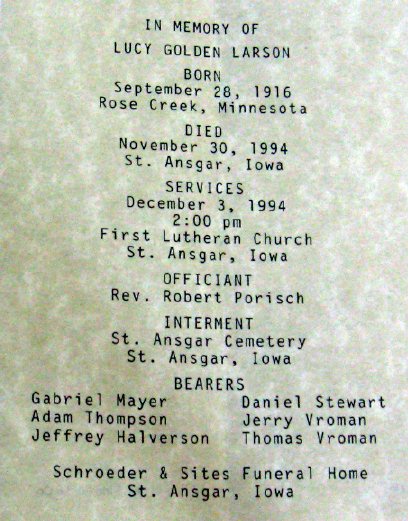 IN MEMORY OF
LUCY GOLDEN LARSON
BORN
September 28, 1916
Rose Creek, Minnesota
DIED
November 30, 1994
St. Ansgar, Iowa
SERVICES
December 3, 1994
2:00 pm
First Lutheran Church
St. Ansgar, Iowa
OFFICIANT
Rev. Robert Porisch
INTERMENT
St. Ansgar Cemetery
St. Ansgar, Iowa
BEARERS
Gabriel Mayer Daniel Stewart
Adam Thompson Jerry Vroman
Jeffrey Halverson Thomas Vroman
Schroeder & Sites Funeral Home
St. Ansgar, Iowa